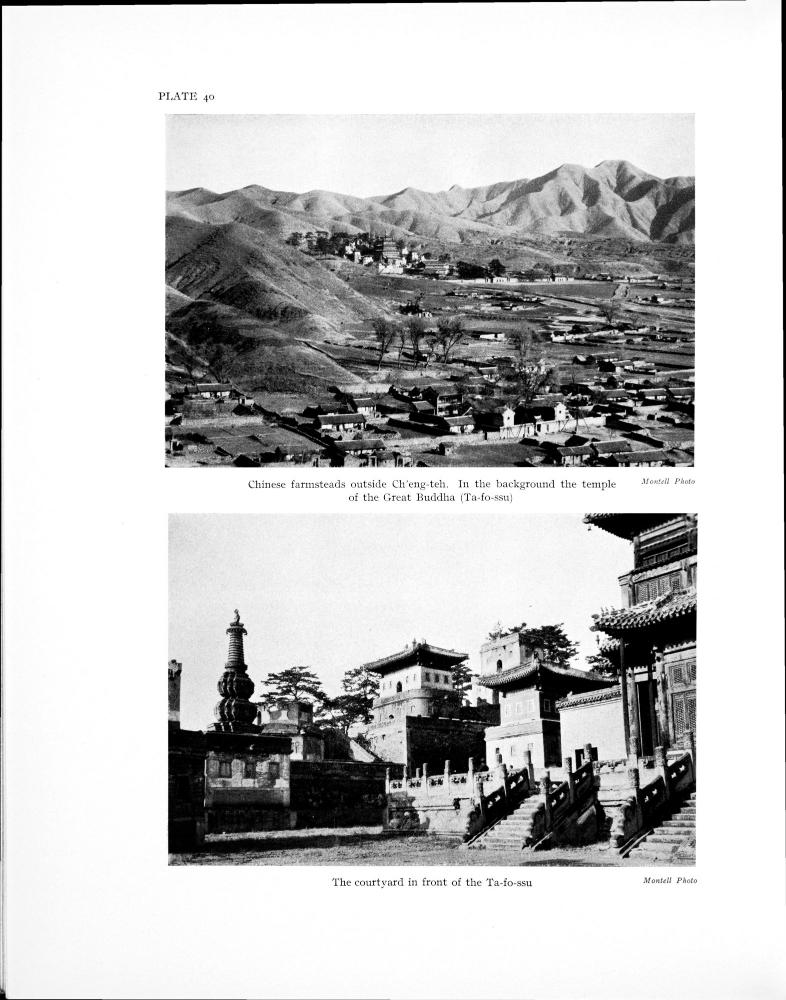 PLATE 40
Chinese farmsteads outside Ch'eng-teh. In the background the temple
of the Great Buddha (Ta-fo-ssu)
Montell Photo
The courtyard in front of the Ta-fo-ssu
Montell Photo